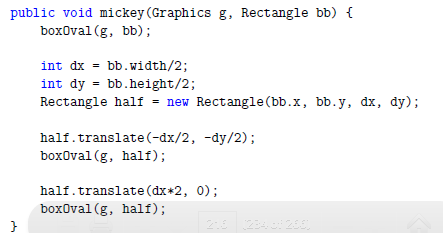 public void mickey(Graphics g, Rectangle bb) {
    boxOval(g, bb);

    int dx = bb.width/2;
    int dy = bb.height/2;
    Rectangle half = new Rectangle(bb.x, bb.y, dx, dy);

    half.translate(-dx/2, -dy/2);
    boxOval(g, half);

    half.translate(dx*2, 0);
    boxOval(g, half);
}